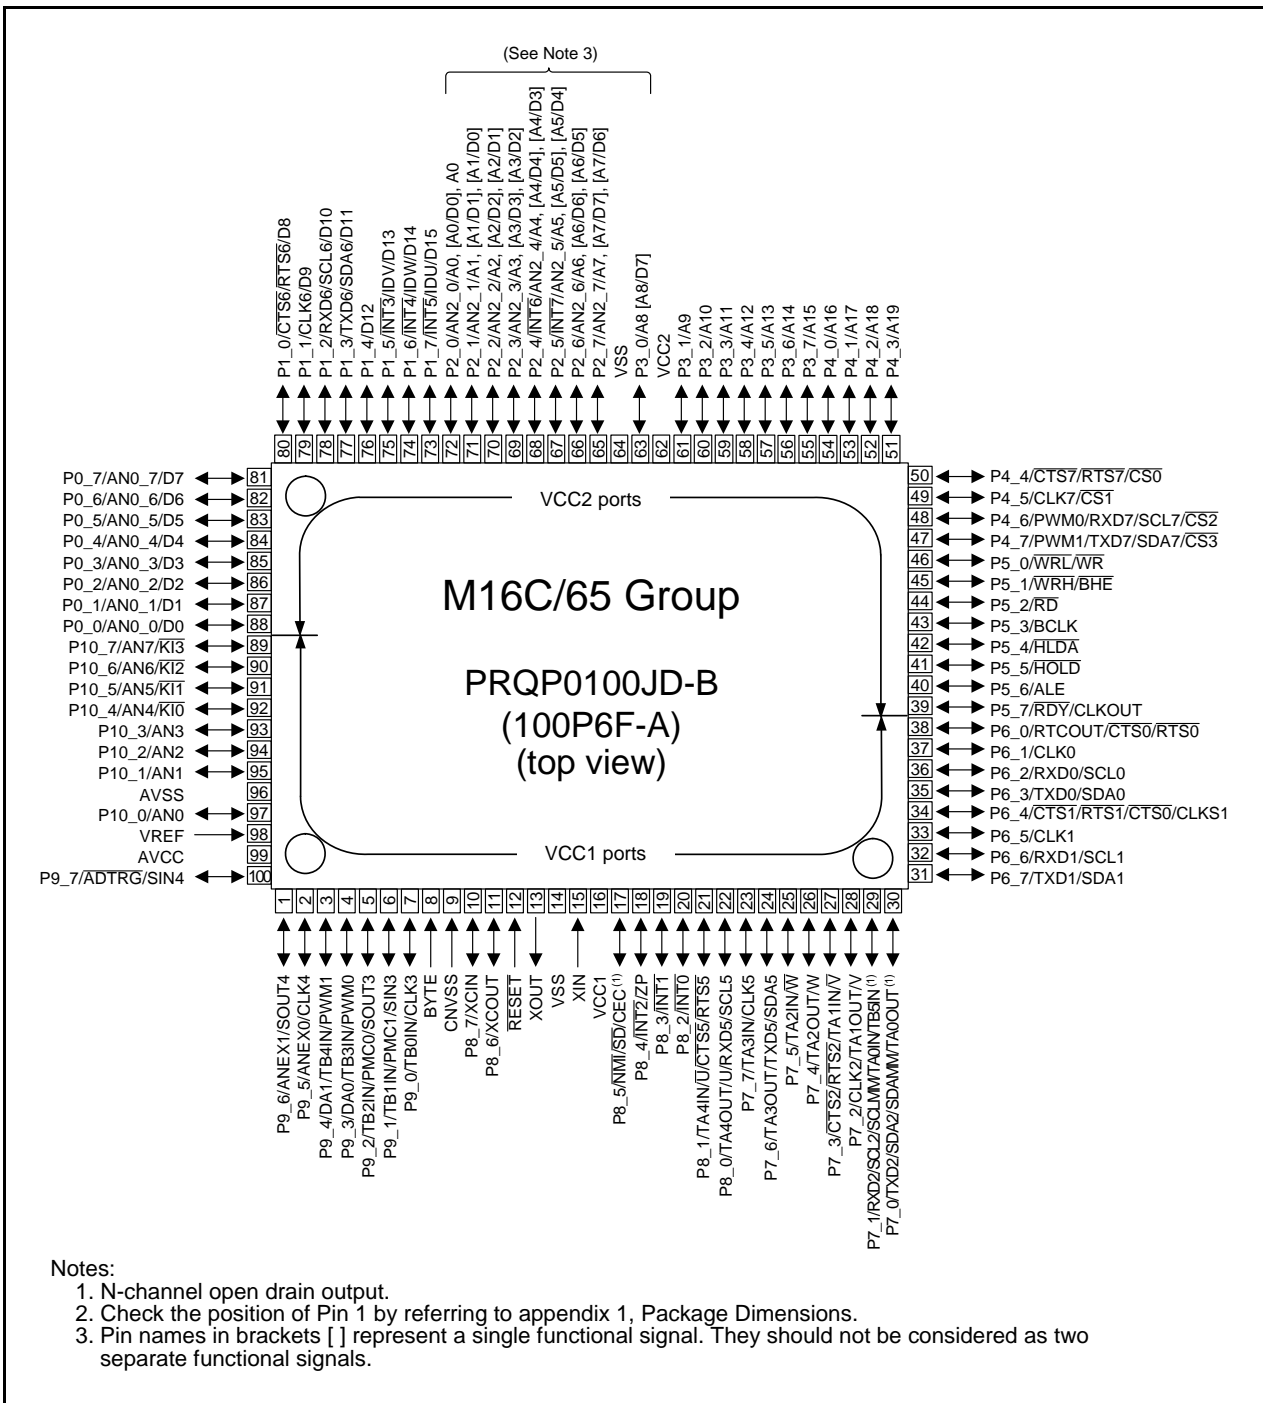 (See Note 3)
P1_0/CTS6/RTS6/D8
P1_1/CLK6/D9
P1_2/RXD6/SCL6/D10
P1_3/TXD6/SDA6/D11
P1_4/D12
P1_5/INT3/IDV/D13
P1_6/INT4/IDW/D14
P1_7/INT5/IDU/D15
P2_0/AN2_0/A0, [A0/D0], A0
P2_1/AN2_1/A1, [A1/D1], [A1/D0]
P2_2/AN2_2/A2, [A2/D2], [A2/D1]
P2_3/AN2_3/A3, [A3/D3], [A3/D2]
P2_4/INT6/AN2_4/A4, [A4/D4], [A4/D3]
P2_5/INT7/AN2_5/A5, [A5/D5], [A5/D4]
P2_6/AN2_6/A6, [A6/D6], [A6/D5]
P2_7/AN2_7/A7, [A7/D7], [A7/D6]
VSS
P3_0/A8 [A8/D7]
VCC2
P3_1/A9
P3_2/A10
P3_3/A11
P3_4/A12
P3_5/A13
P3_6/A14
P3_7/A15
P4_0/A16
P4_1/A17
P4_2/A18
P4_3/A19
80 79 78 77 76 75 74 73 72 71 70 69 68 67 66 65 64 63 62 61 60 59 58 57 56 55 54 53 52 51
P0_7/AN0_7/D7 81
P0_6/AN0_6/D6 82
P0_5/AN0_5/D5 83
P0_4/AN0_4/D4 84
P0_3/AN0_3/D3 85
P0_2/AN0_2/D2 86
P0_1/AN0_1/D1 87
P0_0/AN0_0/D0 88
P10_7/AN7/KI3 89
P10_6/AN6/KI2 90
P10_5/AN5/KI1 91
P10_4/AN4/KI0 92
P10_3/AN3 93
P10_2/AN2 94
P10_1/AN1 95
AVSS 96
P10_0/AN0 97
VREF 98
AVCC 99
P9_7/ADTRG/SIN4 100
VCC2 ports
M16C/65 Group
PRQP0100JD-B
(100P6F-A)
(top view)
VCC1 ports
50 P4_4/CTS7/RTS7/CS0
49 P4_5/CLK7/CS1
48 P4_6/PWM0/RXD7/SCL7/CS2
47 P4_7/PWM1/TXD7/SDA7/CS3
46 P5_0/WRL/WR
45 P5_1/WRH/BHE
44 P5_2/RD
43 P5_3/BCLK
42 P5_4/HLDA
41 P5_5/HOLD
40 P5_6/ALE
39 P5_7/RDY/CLKOUT
38 P6_0/RTCOUT/CTS0/RTS0
37 P6_1/CLK0
36 P6_2/RXD0/SCL0
35 P6_3/TXD0/SDA0
34 P6_4/CTS1/RTS1/CTS0/CLKS1
33 P6_5/CLK1
32 P6_6/RXD1/SCL1
31 P6_7/TXD1/SDA1
1 2 3 4 5 6 7 8 9 10 11 12 13 14 15 16 17 18 19 20 21 22 23 24 25 26 27 28 29 30
P9_6/ANEX1/SOUT4
P9_5/ANEX0/CLK4
P9_4/DA1/TB4IN/PWM1
P9_3/DA0/TB3IN/PWM0
P9_2/TB2IN/PMC0/SOUT3
P9_1/TB1IN/PMC1/SIN3
P9_0/TB0IN/CLK3
BYTE
CNVSS
P8_7/XCIN
P8_6/XCOUT
RESET
XOUT
VSS
XIN
VCC1
P8_5/NMI/SD/CEC(1)
P8_4/INT2/ZP
P8_3/INT1
P8_2/INT0
P8_1/TA4IN/U/CTS5/RTS5
P8_0/TA4OUT/U/RXD5/SCL5
P7_7/TA3IN/CLK5
P7_6/TA3OUT/TXD5/SDA5
P7_5/TA2IN/W
P7_4/TA2OUT/W
P7_3/CTS2/RTS2/TA1IN/V
P7_2/CLK2/TA1OUT/V
P7_1/RXD2/SCL2/SCLMM/TA0IN/TB5IN(1)
P7_0/TXD2/SDA2/SDAMM/TA0OUT(1)
Notes:
1. N-channel open drain output.
2. Check the position of Pin 1 by referring to appendix 1, Package Dimensions.
3. Pin names in brackets [ ] represent a single functional signal. They should not be considered as two
separate functional signals.